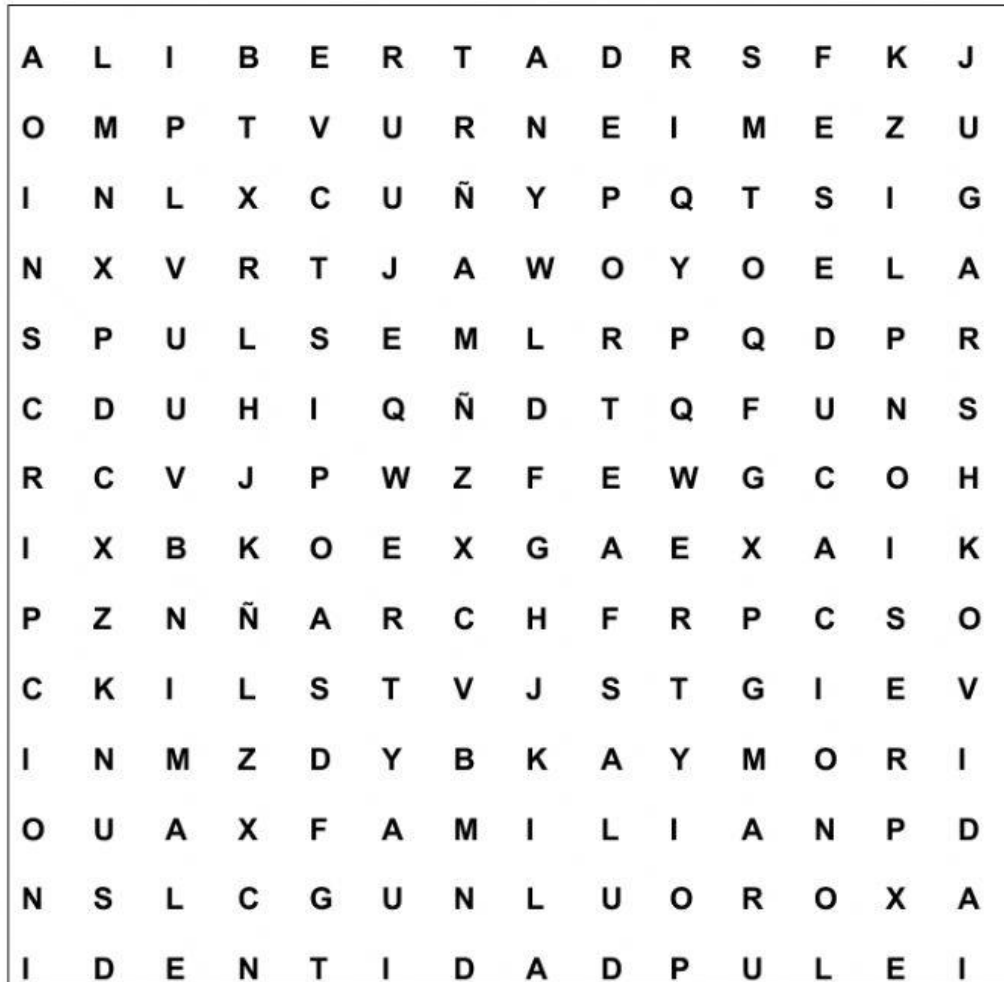 A L I B E R T A D R S F K J
O M P T V U R N E I M E Z U
I N L X C U Ñ Y P Q T S I G
N X V R T J A W O Y O E L A
S P U L S E M L R P Q D P R
C D U H I Q Ñ D T Q F U N S
R C V J P W Z F E W G C O H
I X B K O E X G A E X A I K
P Z N Ñ A R C H F R P C S O
C K I L S T V J S T G I E V
I N M Z D Y B K A Y M O R I
O U A X F A M I L I A N P D
N S L C G U N L U O R O X A
I D E N T I D A D P U L E I